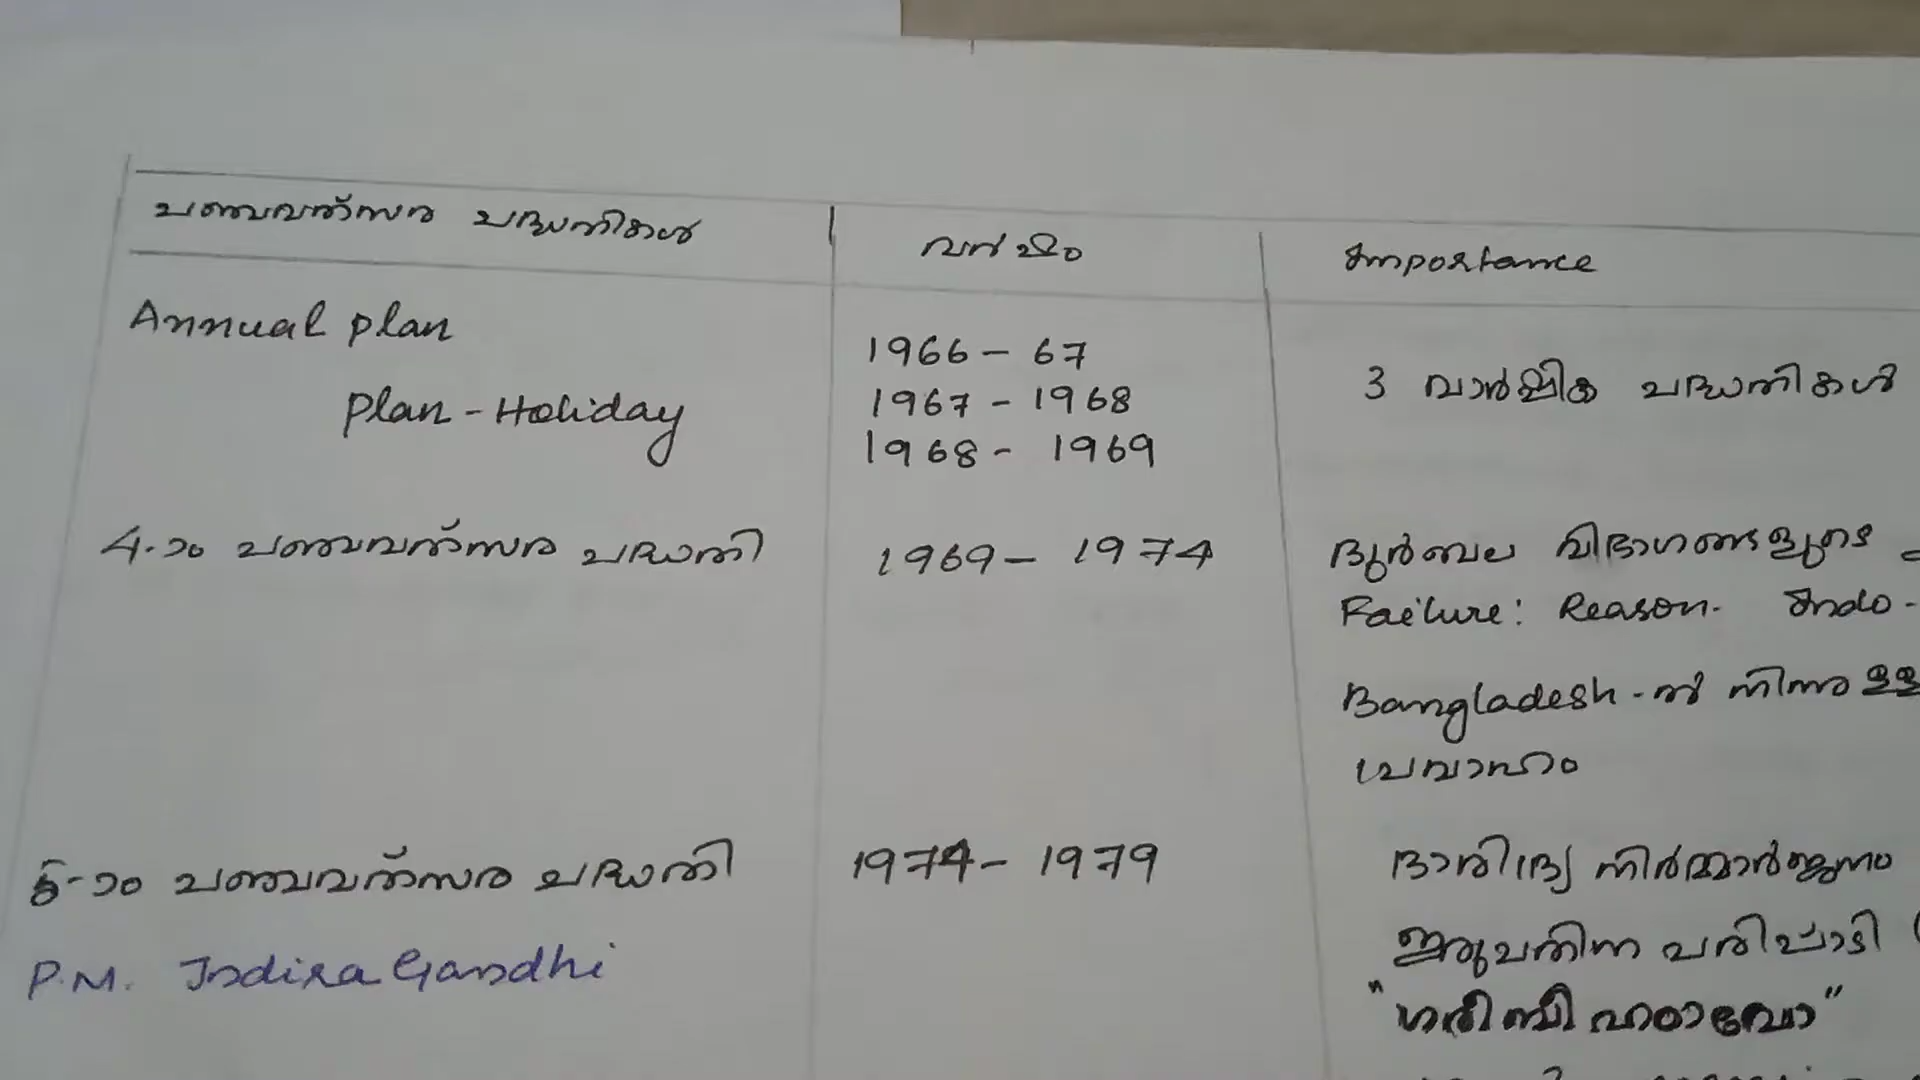 പഞ്ചവത്സര പദ്ധതികൾ വർഷം Importance
Annual plan
Plan-Holiday
1966 - 67
1967 - 1968
1968 - 1969
3 വാർഷിക പദ്ധതികൾ
4-ാം പഞ്ചവത്സര പദ്ധതി 1969 - 1974 ദുർബല വിഭാഗങ്ങളുടെ
Failure: Reason. Indo-
Bangladesh-ൽ നിന്നുള്ള
പ്രവാഹം
5-ാം പഞ്ചവത്സര പദ്ധതി 1974 - 1979 ദാരിദ്ര്യ നിർമ്മാർജ്ജനം
P.M. Indira Gandhi
ഇരുപതിന പരിപാടി (
"ഗരീബി ഹഠാവോ"